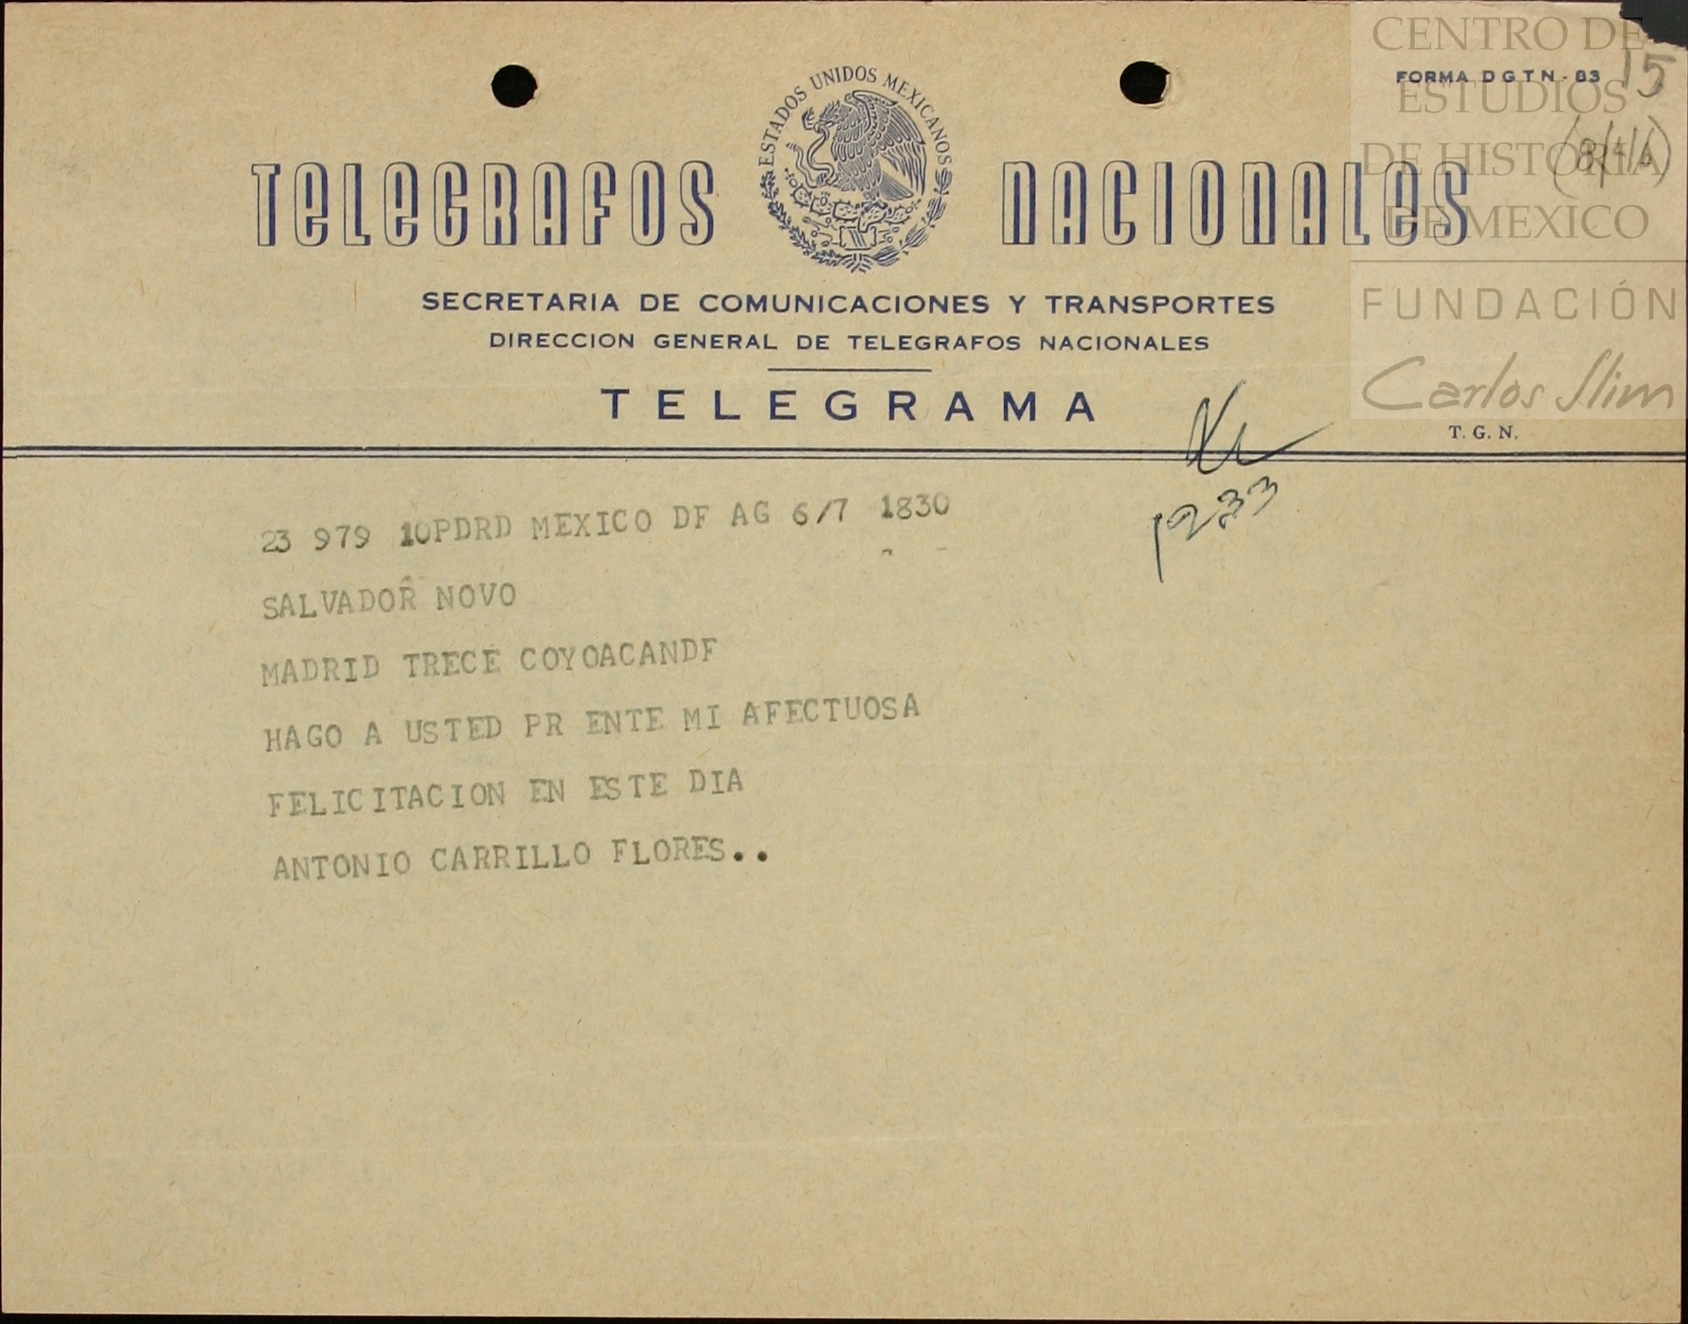 CENTRO DE
ESTUDIOS
DE HISTORIA
DE MEXICO
FUNDACIÓN
Carlos Slim
FORMA DGTN-83
15
ESTADOS UNIDOS MEXICANOS
TELEGRAFOS NACIONALES
SECRETARIA DE COMUNICACIONES Y TRANSPORTES
DIRECCION GENERAL DE TELEGRAFOS NACIONALES
TELEGRAMA
T. G. N.
1233
23 979 10PDRD MEXICO DF AG 6/7 1830
SALVADOR NOVO
MADRID TRECE COYOACANDF
HAGO A USTED PR ENTE MI AFECTUOSA
FELICITACION EN ESTE DIA
ANTONIO CARRILLO FLORES..